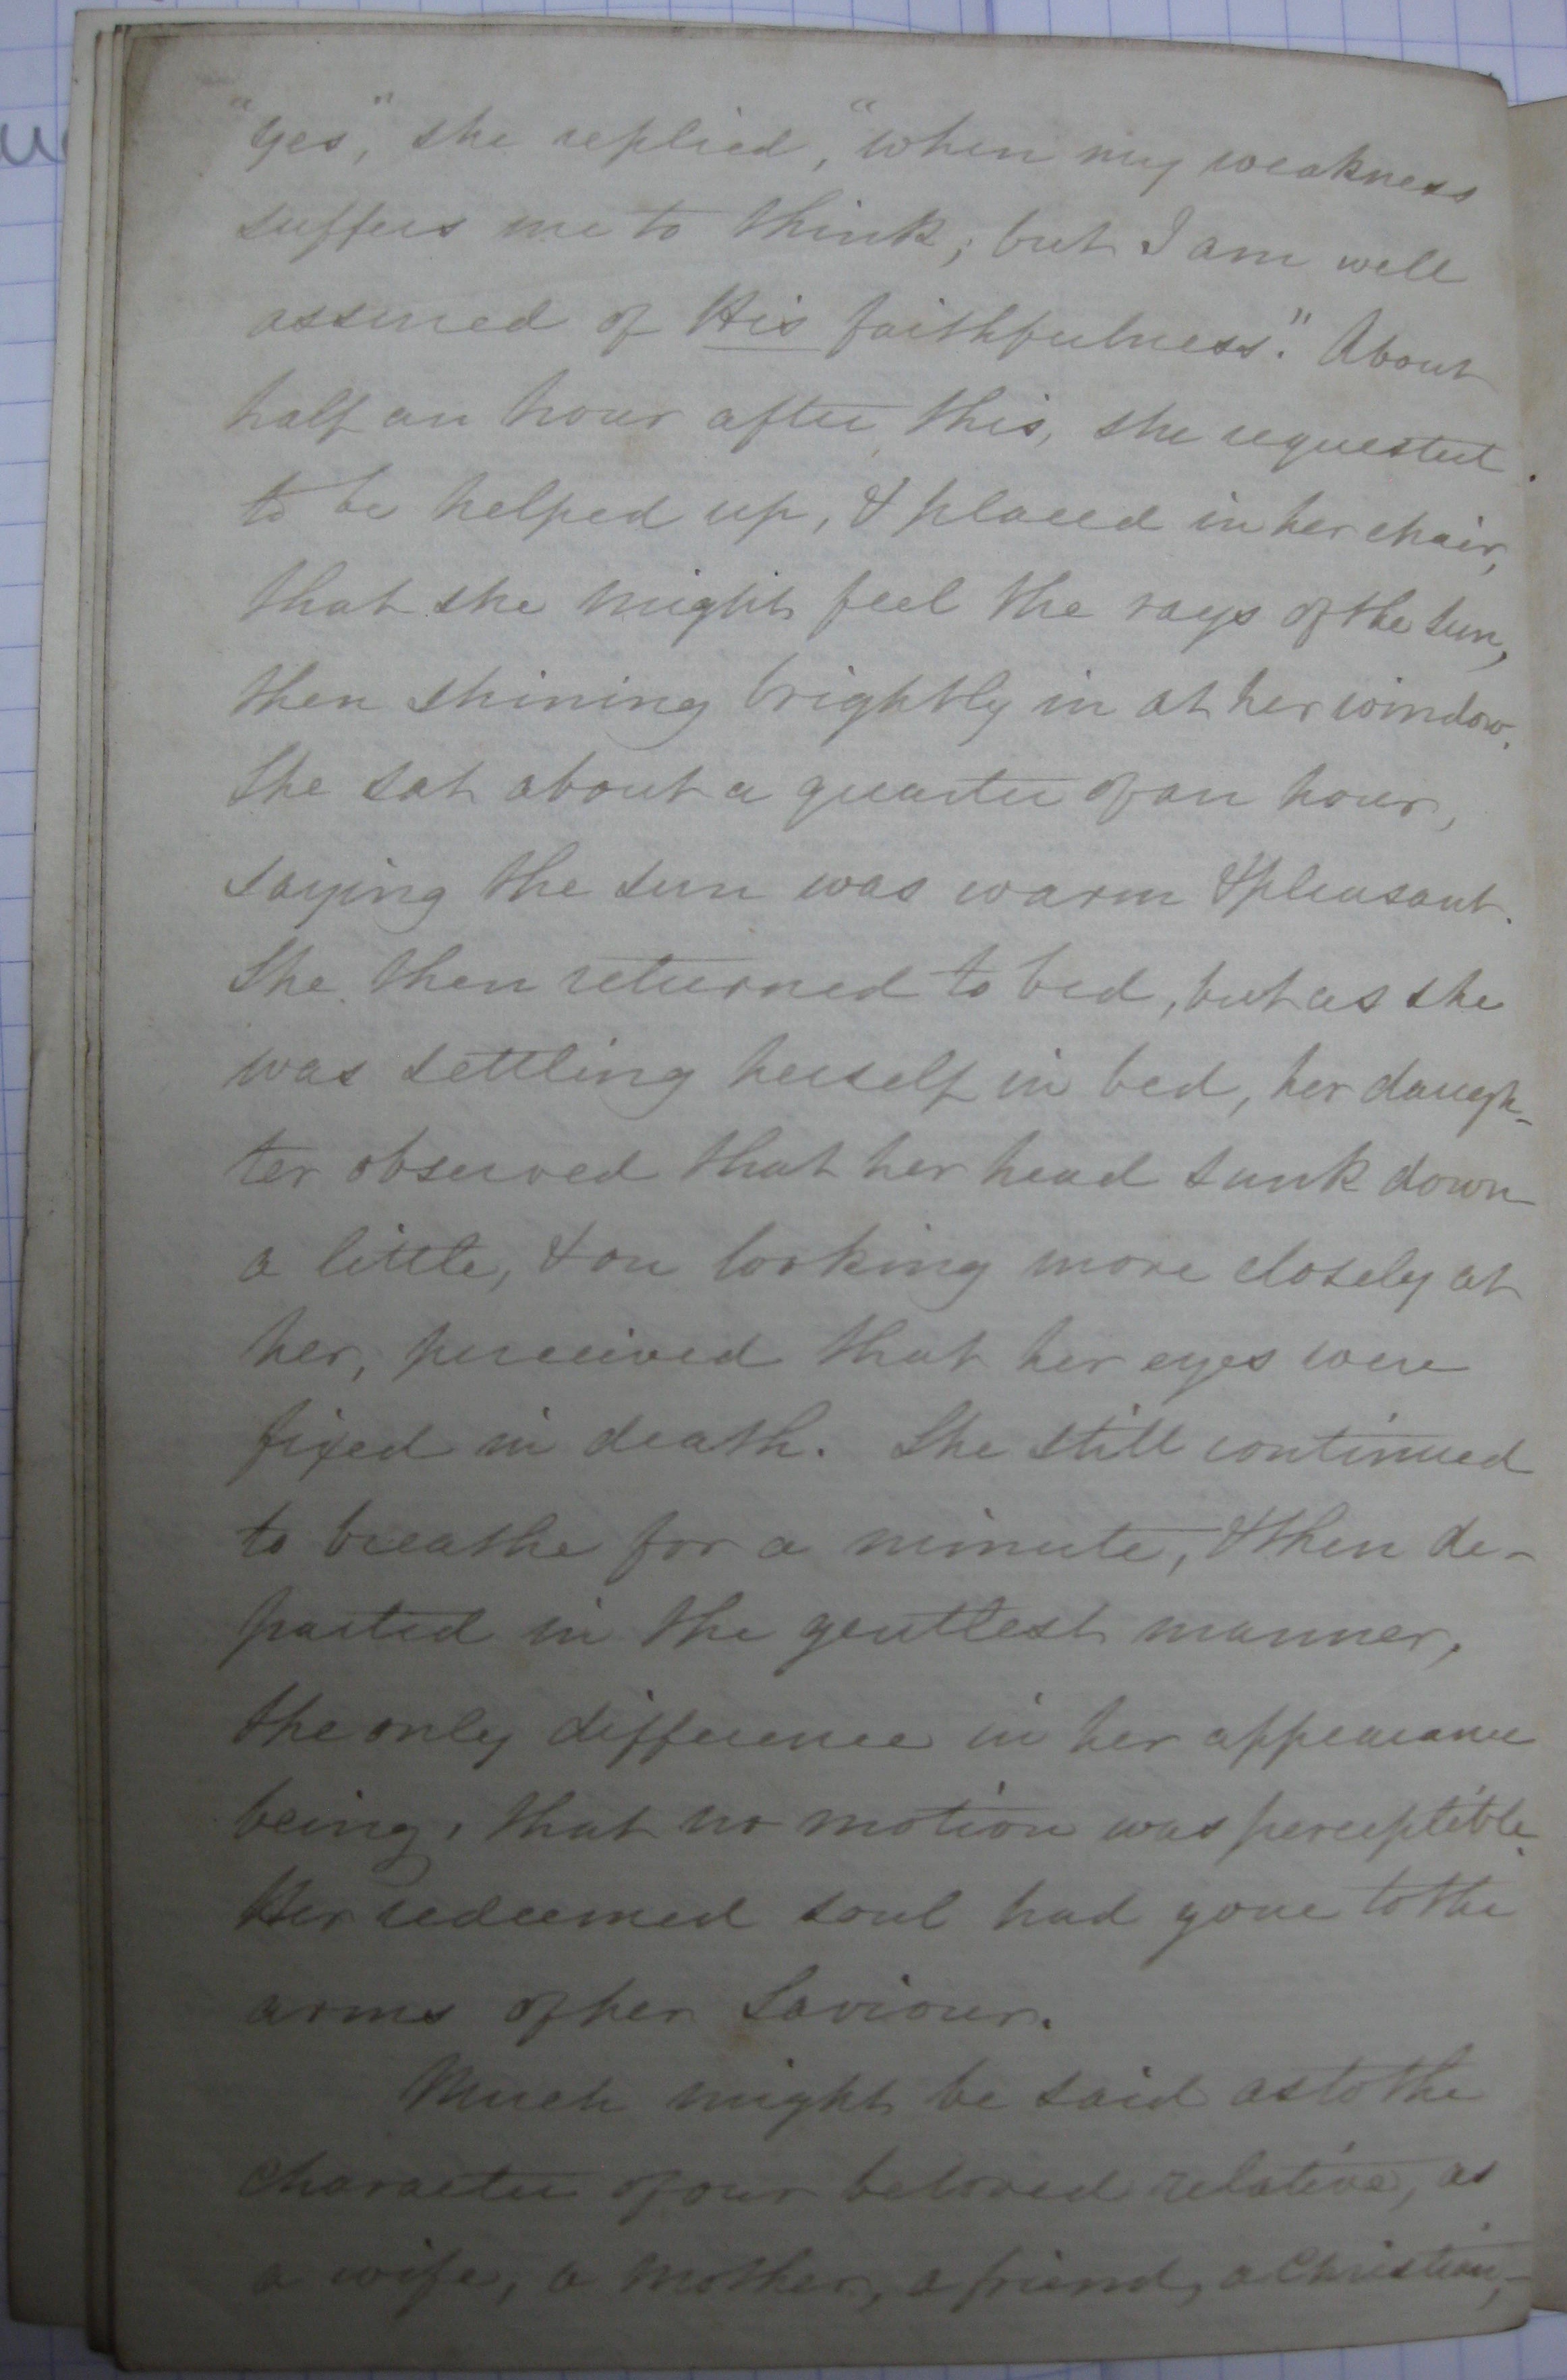 "Yes", she replied, "when my weakness
suffers me to think; but I am well
assured of His faithfulness." About
half an hour after this, she requested
to be helped up, & placed in her chair,
that she might feel the rays of the sun,
then shining brightly in at her window.
She sat about a quarter of an hour,
saying the sun was warm & pleasant.
She then returned to bed, but as she
was settling herself in bed, her daugh-
ter observed that her head sunk down
a little, & on looking more closely at
her, perceived that her eyes were
fixed in death. She still continued
to breathe for a minute, & then de-
parted in the gentlest manner,
the only difference in her appearance
being, that no motion was perceptible.
Her redeemed soul had gone to the
arms of her Saviour.
Much might be said as to the
character of our beloved relative, as
a wife, a mother, a friend, a Christian,-